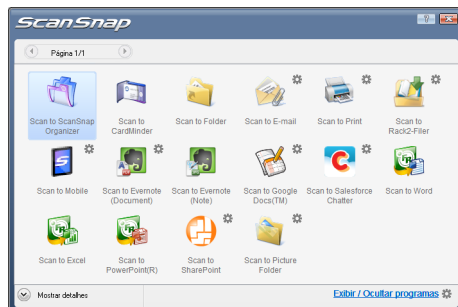 ScanSnap
Página 1/1
Scan to ScanSnap
Organizer
Scan to
CardMinder
Scan to Folder
Scan to E-mail
Scan to Print
Scan to
Rack2-Filer
Scan to Mobile
Scan to Evernote
(Document)
Scan to Evernote
(Note)
Scan to Google
Docs(TM)
Scan to Salesforce
Chatter
Scan to Word
Scan to Excel
Scan to
PowerPoint(R)
Scan to
SharePoint
Scan to Picture
Folder
Mostrar detalhes
Exibir / Ocultar programas